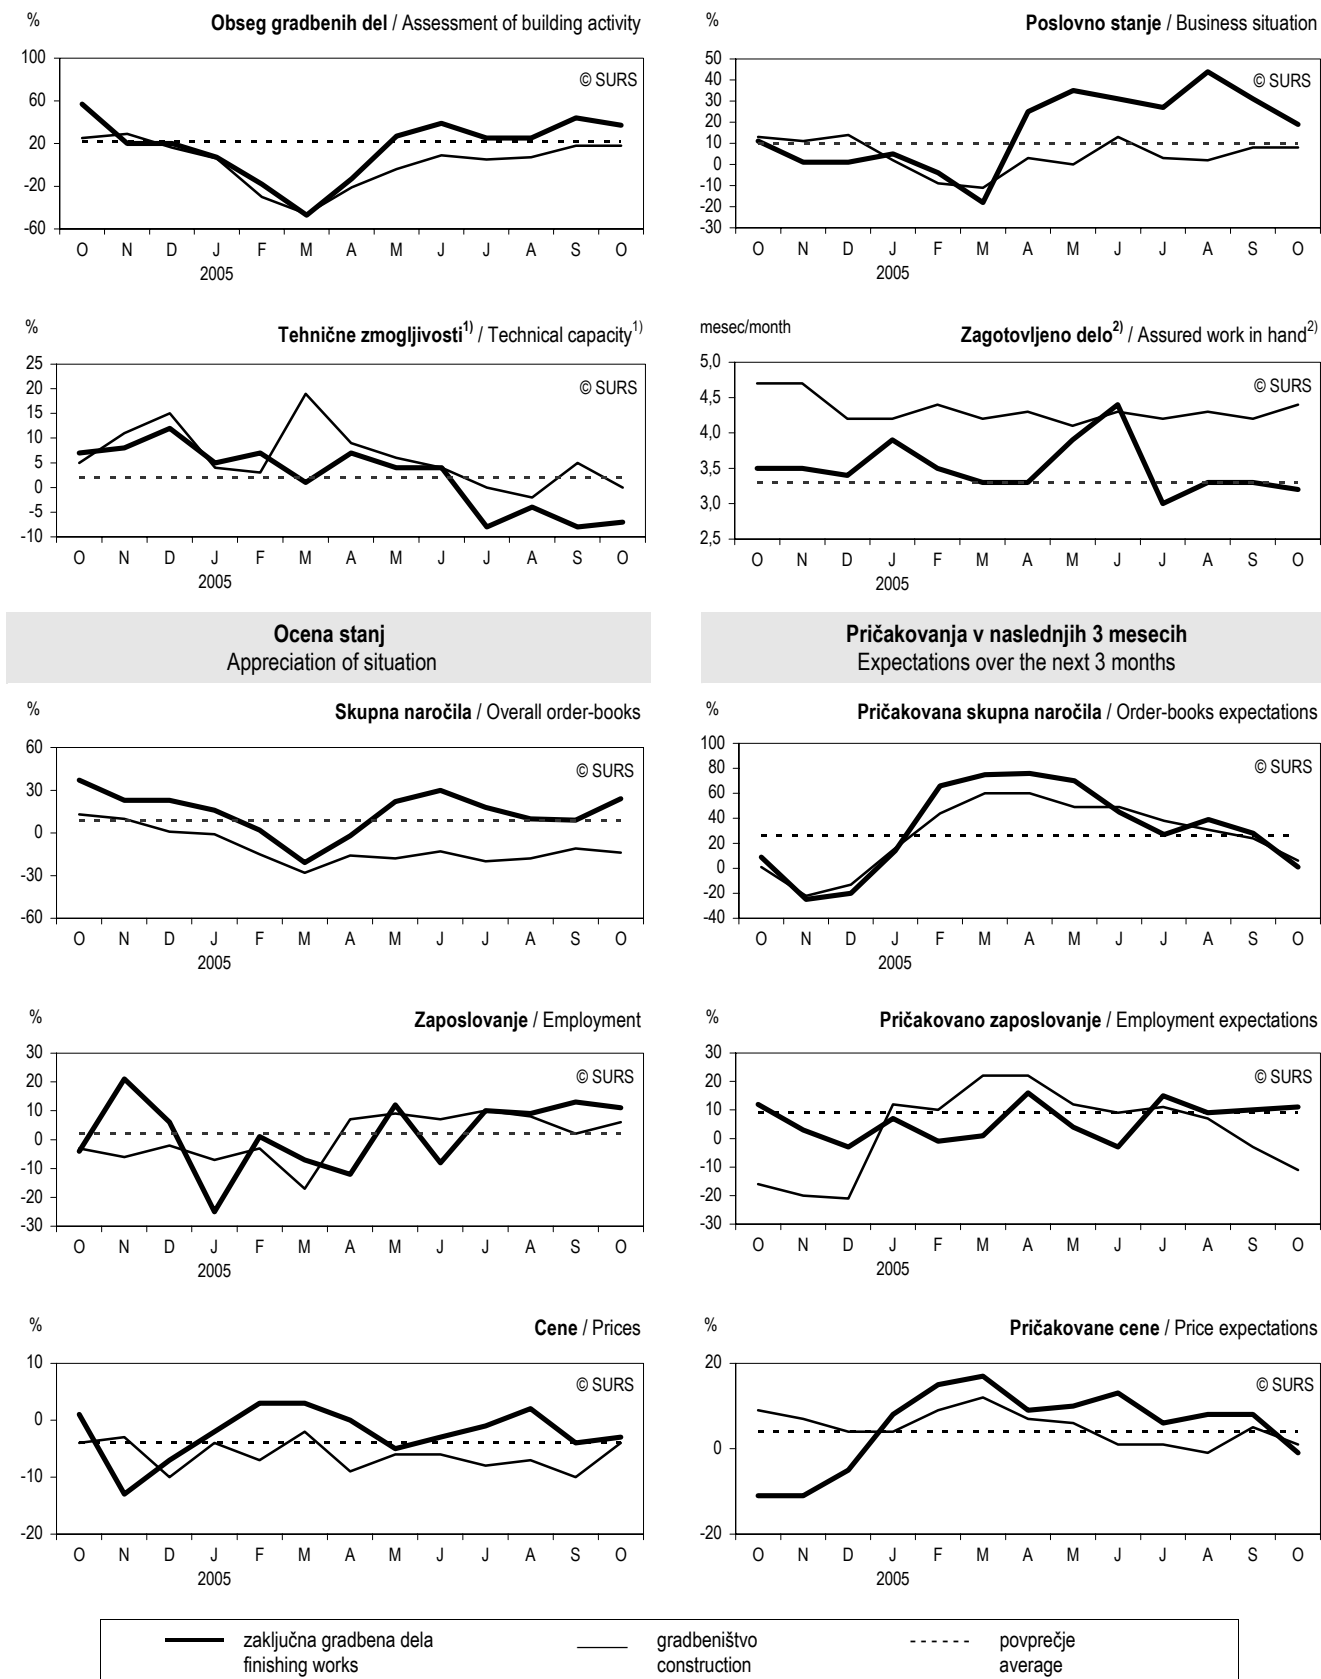 % Obseg gradbenih del / Assessment of building activity
© SURS
100
60
20
-20
-60
O N D J F M A M J J A S O
2005
% Poslovno stanje / Business situation
© SURS
50
40
30
20
10
0
-10
-20
-30
O N D J F M A M J J A S O
2005
% Tehnične zmogljivosti1) / Technical capacity1)
© SURS
25
20
15
10
5
0
-5
-10
O N D J F M A M J J A S O
2005
mesec/month Zagotovljeno delo2) / Assured work in hand2)
© SURS
5,0
4,5
4,0
3,5
3,0
2,5
O N D J F M A M J J A S O
2005
Ocena stanj
Appreciation of situation
Pričakovanja v naslednjih 3 mesecih
Expectations over the next 3 months
% Skupna naročila / Overall order-books
© SURS
60
30
0
-30
-60
O N D J F M A M J J A S O
2005
% Pričakovana skupna naročila / Order-books expectations
© SURS
100
80
60
40
20
0
-20
-40
O N D J F M A M J J A S O
2005
% Zaposlovanje / Employment
© SURS
30
20
10
0
-10
-20
-30
O N D J F M A M J J A S O
2005
% Pričakovano zaposlovanje / Employment expectations
© SURS
30
20
10
0
-10
-20
-30
O N D J F M A M J J A S O
2005
% Cene / Prices
© SURS
10
0
-10
-20
O N D J F M A M J J A S O
2005
% Pričakovane cene / Price expectations
© SURS
20
0
-20
O N D J F M A M J J A S O
2005
zaključna gradbena dela
finishing works
gradbeništvo
construction
povprečje
average